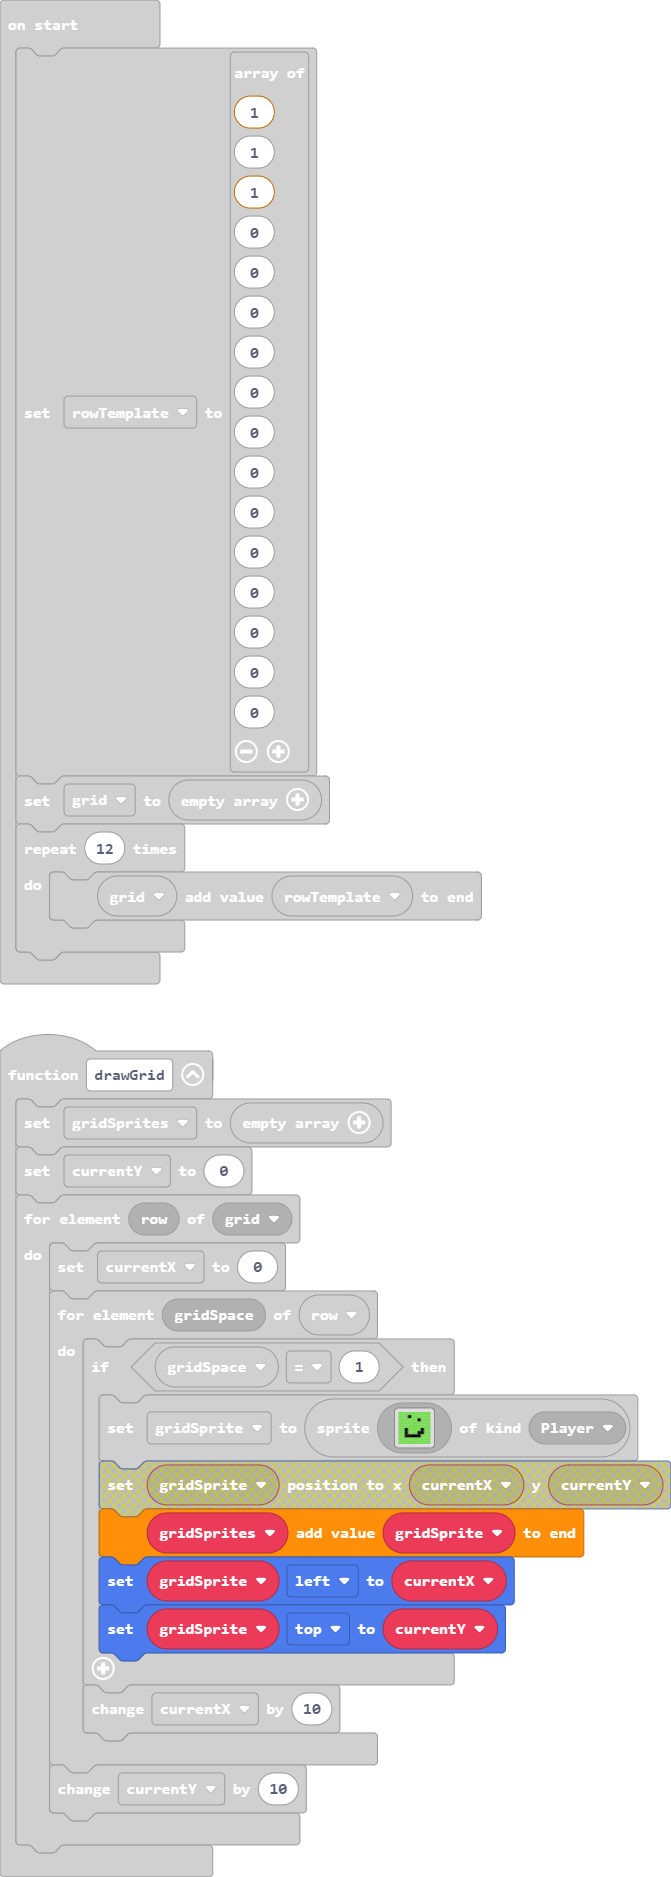 on start
array of
1
1
1
0
0
0
0
0
set rowTemplate to
0
0
0
0
0
0
0
0
set grid to empty array
repeat 12 times
do
grid add value rowTemplate to end
function drawGrid
set gridSprites to empty array
set currentY to 0
for element row of grid
do
set currentX to 0
for element gridSpace of row
do
if gridSpace = 1 then
set gridSprite to sprite of kind Player
set gridSprite position to x currentX y currentY
gridSprites add value gridSprite to end
set gridSprite left to currentX
set gridSprite top to currentY
change currentX by 10
change currentY by 10